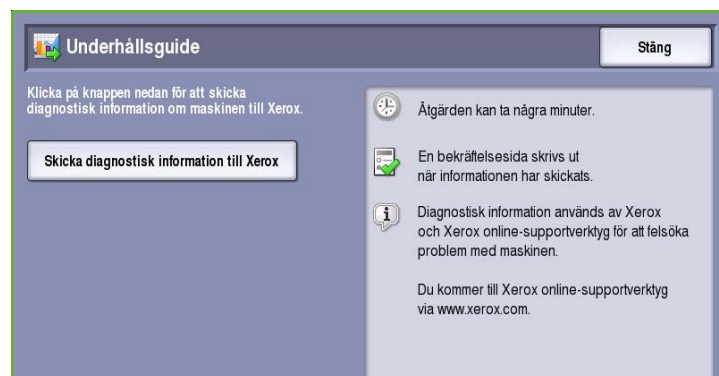 Underhållsguide
Stäng
Klicka på knappen nedan för att skicka
diagnostisk information om maskinen till Xerox.
Skicka diagnostisk information till Xerox
Åtgärden kan ta några minuter.
En bekräftelsesida skrivs ut
när informationen har skickats.
Diagnostisk information används av Xerox
och Xerox online-supportverktyg för att felsöka
problem med maskinen.
Du kommer till Xerox online-supportverktyg
via www.xerox.com.